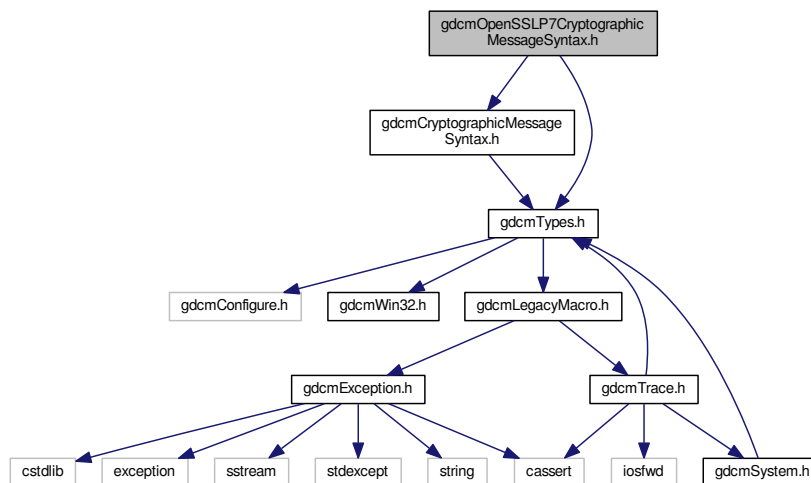 gdcmOpenSSLP7Cryptographic
MessageSyntax.h
gdcmCryptographicMessage
Syntax.h
gdcmTypes.h
gdcmConfigure.h
gdcmWin32.h
gdcmLegacyMacro.h
gdcmException.h
gdcmTrace.h
cstdlib
exception
sstream
stdexcept
string
cassert
iosfwd
gdcmSystem.h